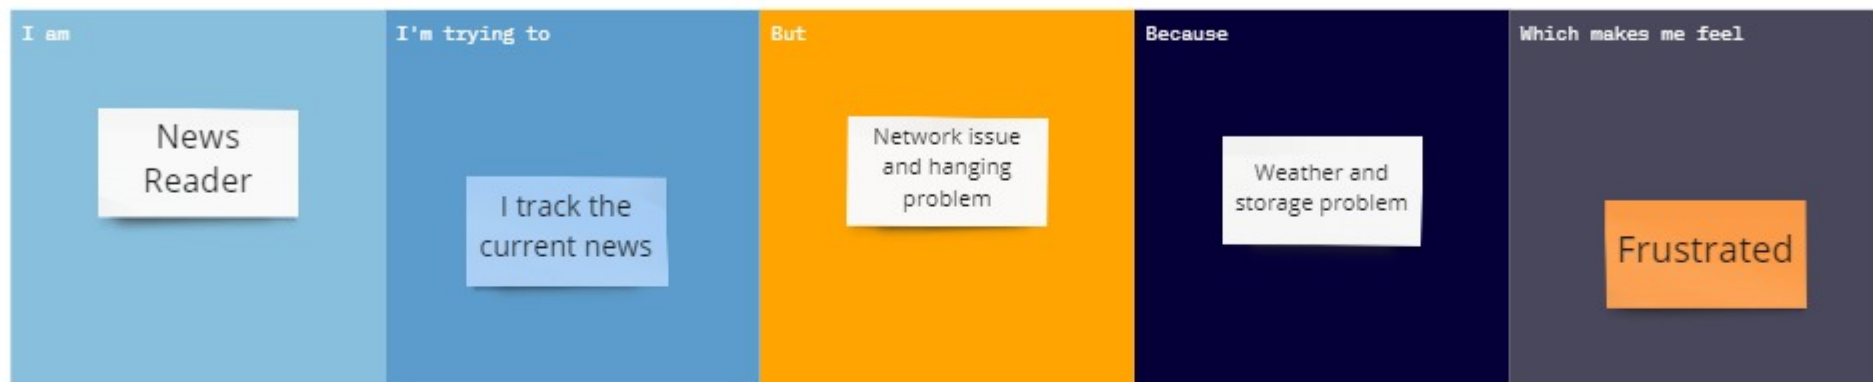 I am
News
Reader
I'm trying to
I track the
current news
But
Network issue
and hanging
problem
Because
Weather and
storage problem
Which makes me feel
Frustrated